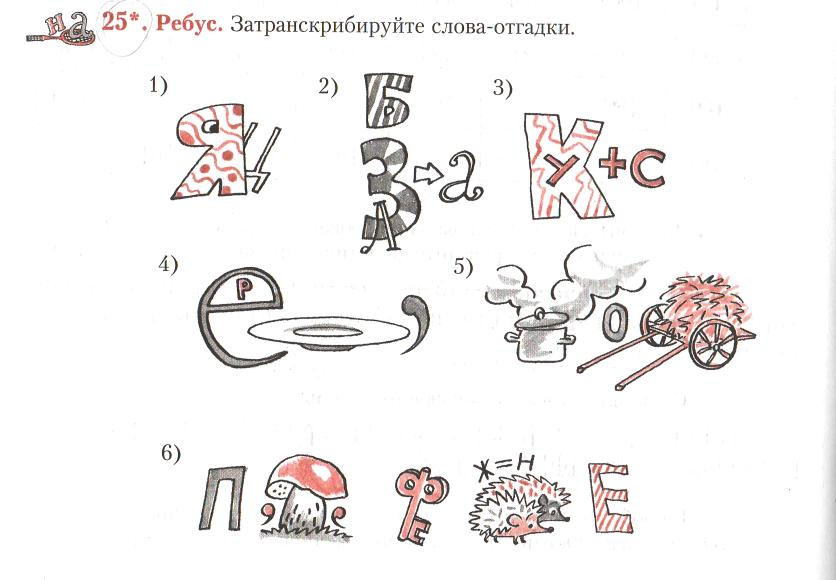 на 25*. Ребус. Затранскрибируйте слова-отгадки.
1) Я ц
2) Б
З → а
А
3) К у + с
4) е р ,
5) о
6) П , , ж=н Е